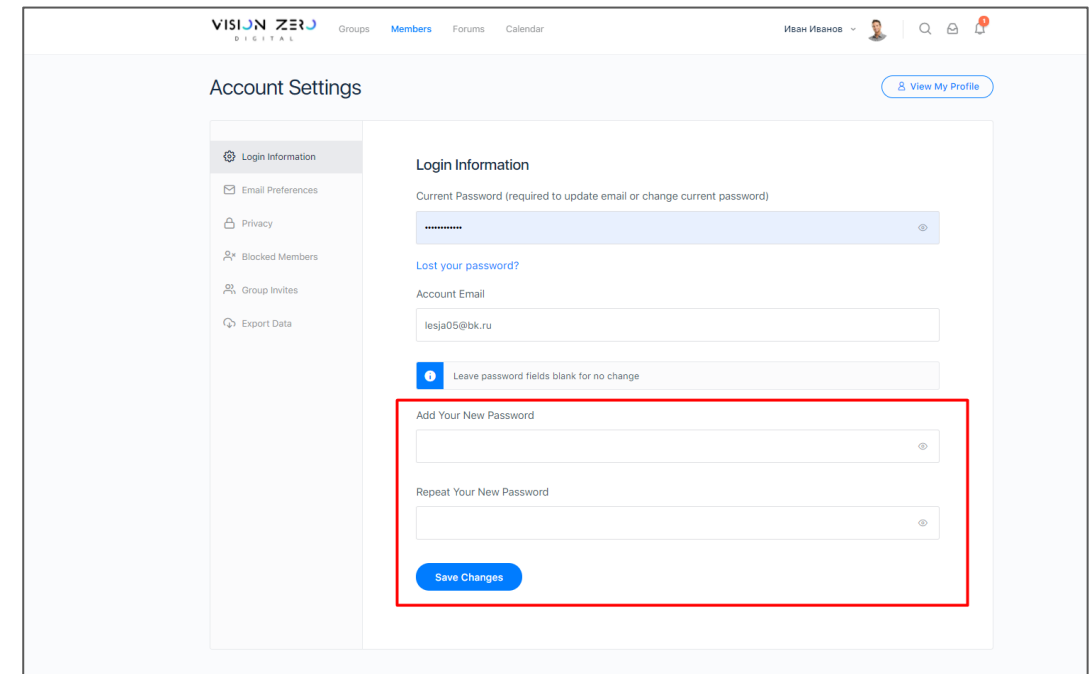 VISION ZERO
DIGITAL
Groups
Members
Forums
Calendar
Иван Иванов
Account Settings
View My Profile
Login Information
Email Preferences
Privacy
Blocked Members
Group Invites
Export Data
Login Information
Current Password (required to update email or change current password)
••••••••••••
Lost your password?
Account Email
lesja05@bk.ru
Leave password fields blank for no change
Add Your New Password
Repeat Your New Password
Save Changes